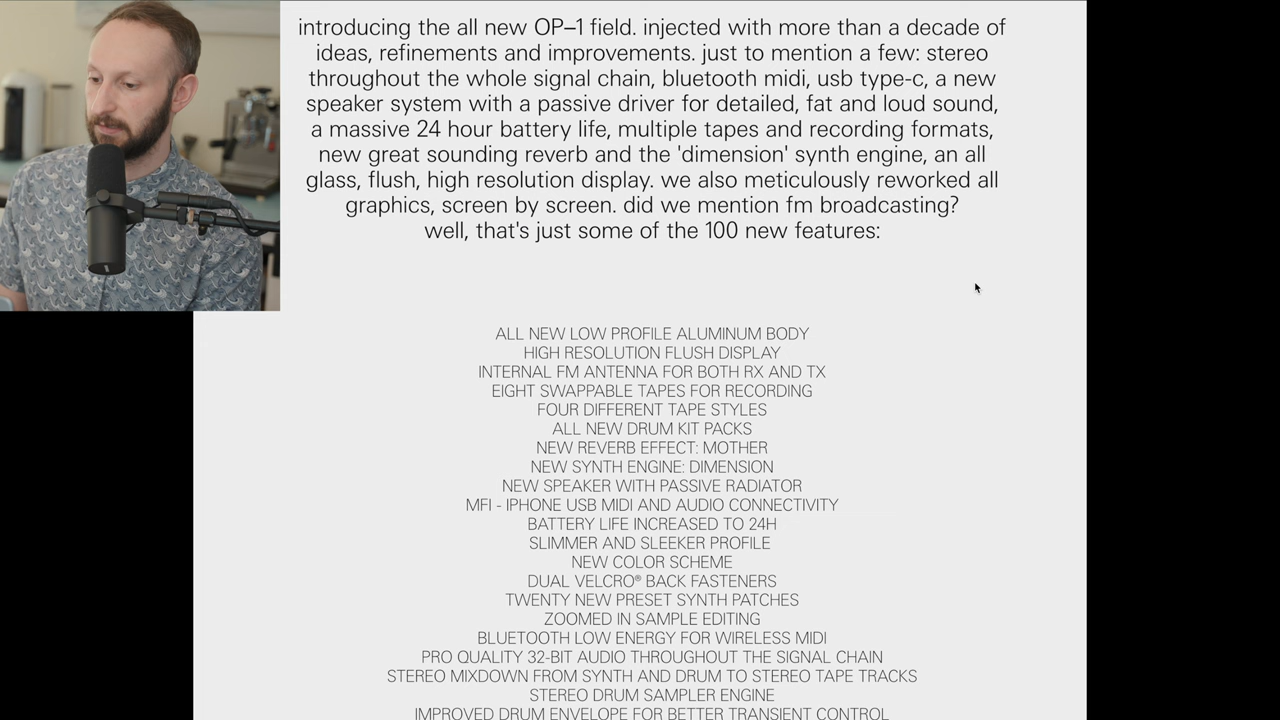 introducing the all new OP–1 field. injected with more than a decade of
ideas, refinements and improvements. just to mention a few: stereo
throughout the whole signal chain, bluetooth midi, usb type-c, a new
speaker system with a passive driver for detailed, fat and loud sound,
a massive 24 hour battery life, multiple tapes and recording formats,
new great sounding reverb and the 'dimension' synth engine, an all
glass, flush, high resolution display. we also meticulously reworked all
graphics, screen by screen. did we mention fm broadcasting?
well, that's just some of the 100 new features:
ALL NEW LOW PROFILE ALUMINUM BODY
HIGH RESOLUTION FLUSH DISPLAY
INTERNAL FM ANTENNA FOR BOTH RX AND TX
EIGHT SWAPPABLE TAPES FOR RECORDING
FOUR DIFFERENT TAPE STYLES
ALL NEW DRUM KIT PACKS
NEW REVERB EFFECT: MOTHER
NEW SYNTH ENGINE: DIMENSION
NEW SPEAKER WITH PASSIVE RADIATOR
MFI - IPHONE USB MIDI AND AUDIO CONNECTIVITY
BATTERY LIFE INCREASED TO 24H
SLIMMER AND SLEEKER PROFILE
NEW COLOR SCHEME
DUAL VELCRO® BACK FASTENERS
TWENTY NEW PRESET SYNTH PATCHES
ZOOMED IN SAMPLE EDITING
BLUETOOTH LOW ENERGY FOR WIRELESS MIDI
PRO QUALITY 32-BIT AUDIO THROUGHOUT THE SIGNAL CHAIN
STEREO MIXDOWN FROM SYNTH AND DRUM TO STEREO TAPE TRACKS
STEREO DRUM SAMPLER ENGINE
IMPROVED DRUM ENVELOPE FOR BETTER TRANSIENT CONTROL